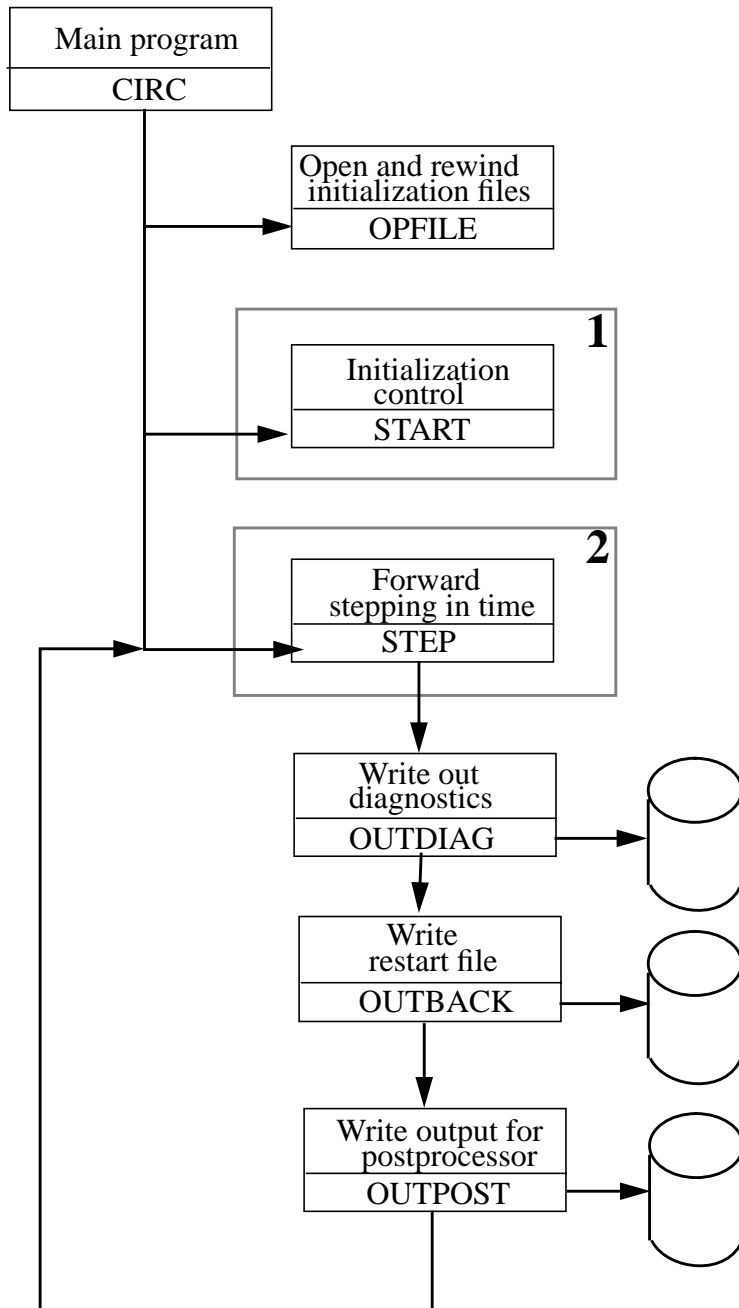 Main program
CIRC
Open and rewind
initialization files
OPFILE
1
Initialization
control
START
2
Forward
stepping in time
STEP
Write out
diagnostics
OUTDIAG
Write
restart file
OUTBACK
Write output for
postprocessor
OUTPOST